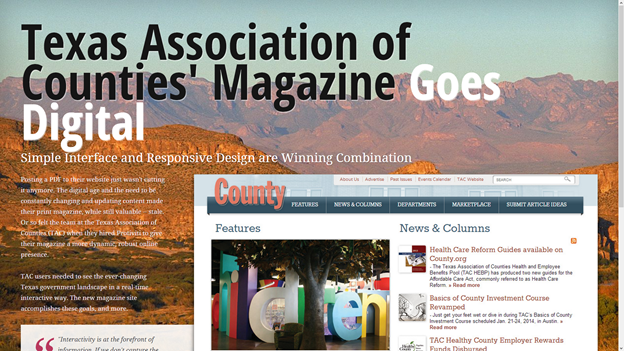 Texas Association of
Counties' Magazine Goes
Digital
Simple Interface and Responsive Design are Winning Combination
Posting a PDF to their website just wasn't cutting
it anymore. The digital age and the need to be
constantly changing and updating content made
their print magazine, while still valuable – stale.
Or so felt the team at the Texas Association of
Counties (TAC) when they hired Pricentis to give
their magazine a more dynamic, robust online
presence.
TAC users needed to see the ever-changing
Texas government landscape in a real-time,
interactive way. The new magazine site
accomplishes these goals, and more.
"Interactivity is at the forefront of
information. If we don't capture the
About Us | Advertise | Past Issues | Events Calendar | TAC Website
SEARCH
County
FEATURES
NEWS & COLUMNS
DEPARTMENTS
MARKETPLACE
SUBMIT ARTICLE IDEAS
Features
News & Columns
Health Care Reform Guides available on
County.org
. The Texas Association of Counties Health and Employee
Benefits Pool (TAC HEBP) has produced two new guides for the
Affordable Care Act, commonly referred to as Health Care
Reform. » Read more
Basics of County Investment Course
Revamped
. Just get your feet wet or dive in during TAC's Basics of County
Investment Course scheduled Jan. 21-24, 2014, in Austin. »
Read more
TAC Healthy County Employer Rewards
Funds Disbursed